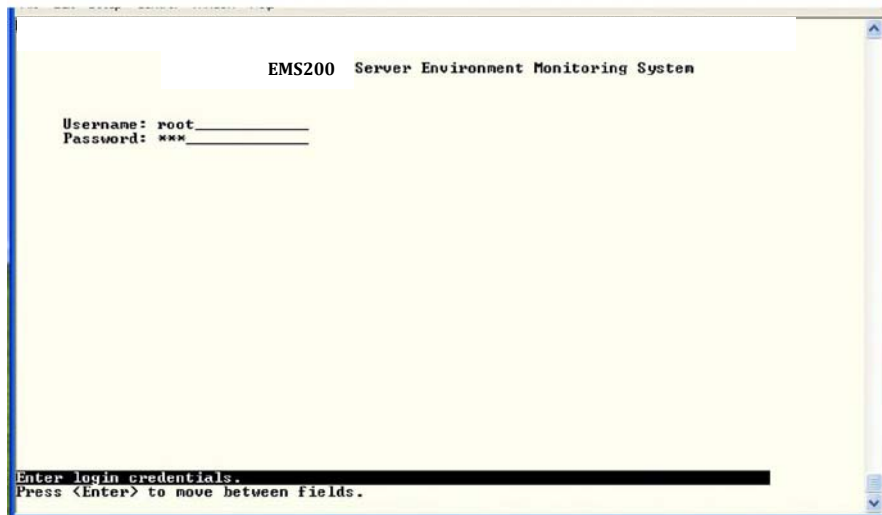 EMS200 Server Environment Monitoring System
Username: root
Password: ***
Enter login credentials.
Press <Enter> to move between fields.